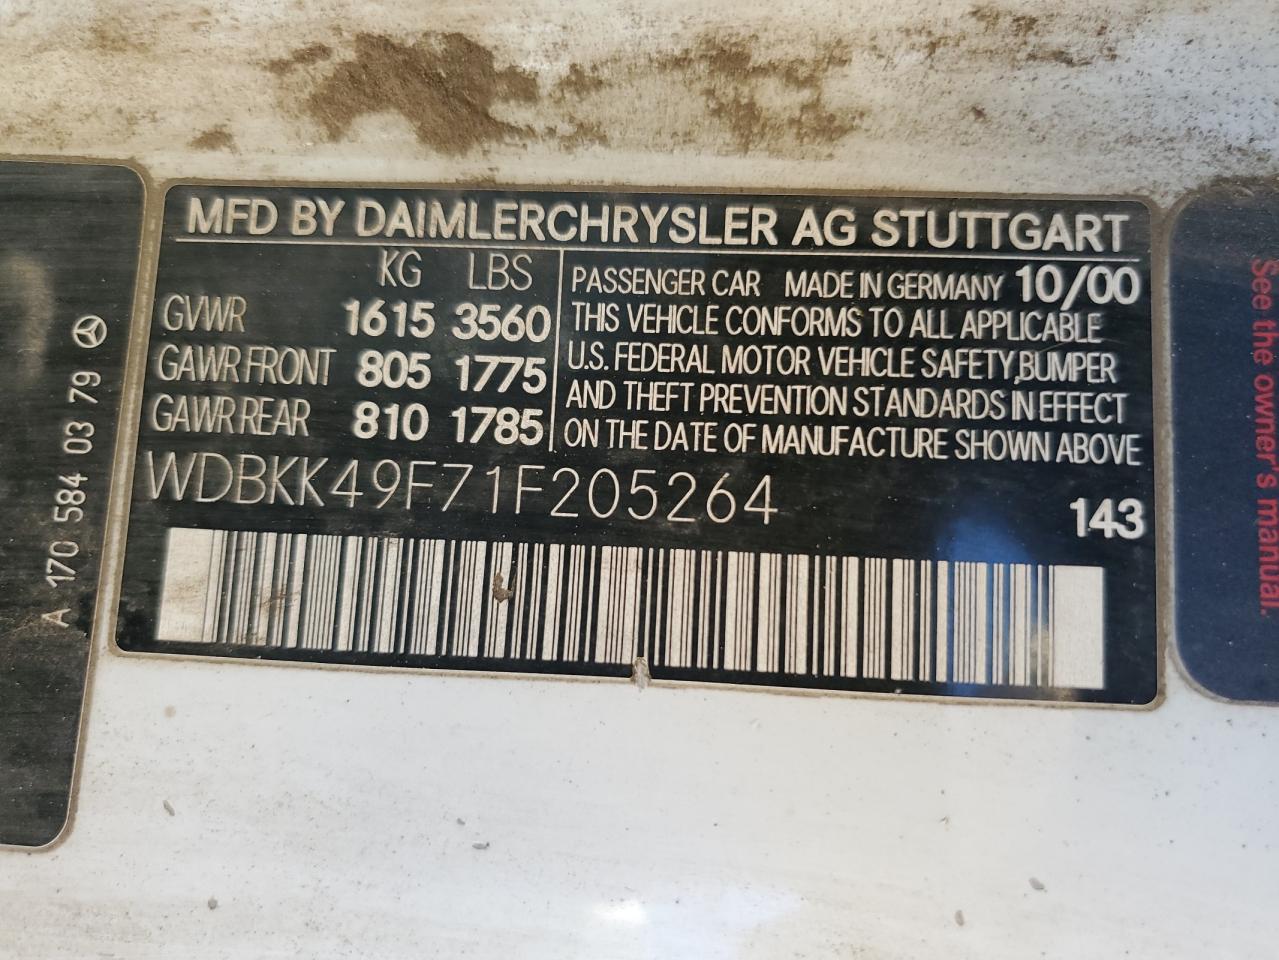 MFD BY DAIMLERCHRYSLER AG STUTTGART
KG LBS
GVWR 1615 3560
GAWR FRONT 805 1775
GAWR REAR 810 1785
PASSENGER CAR MADE IN GERMANY 10/00
THIS VEHICLE CONFORMS TO ALL APPLICABLE
U.S. FEDERAL MOTOR VEHICLE SAFETY, BUMPER
AND THEFT PREVENTION STANDARDS IN EFFECT
ON THE DATE OF MANUFACTURE SHOWN ABOVE
WDBKK49F71F205264
143
A 170 584 03 79
See the owner's manual.